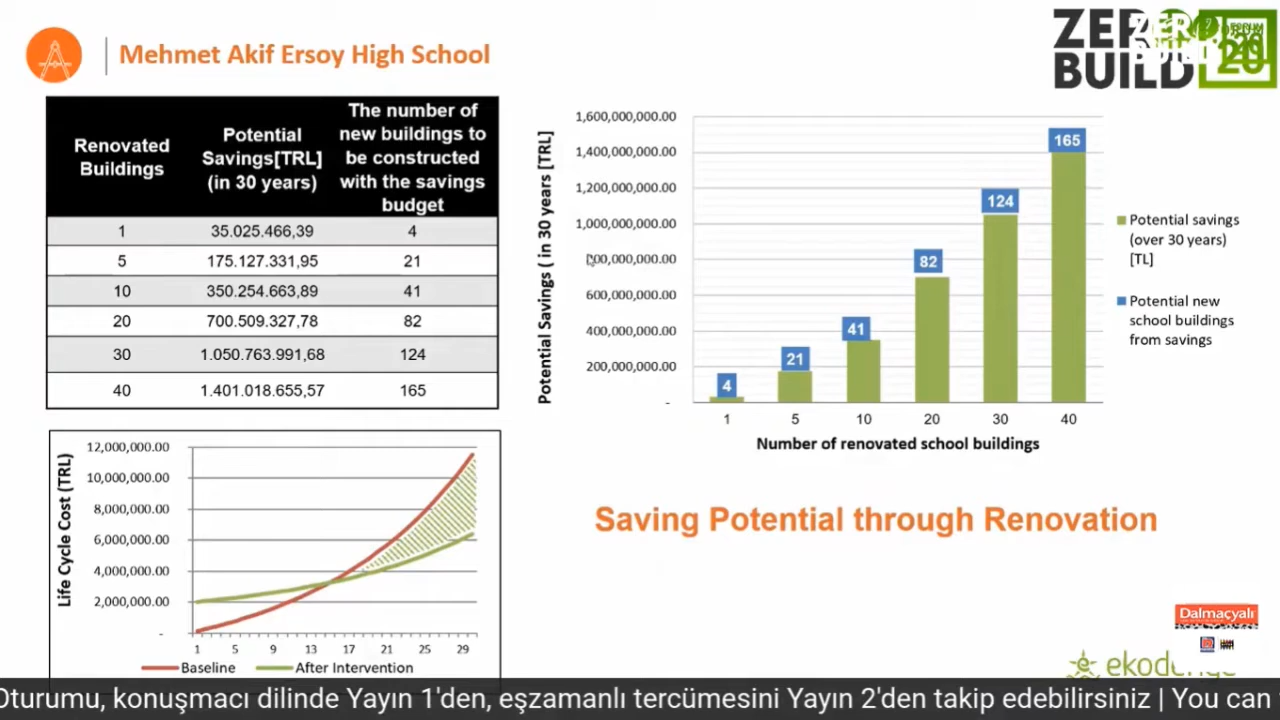 Mehmet Akif Ersoy High School
ZERO
BUILD
FORUM
20
Renovated
Buildings
Potential
Savings[TRL]
(in 30 years)
The number of
new buildings to
be constructed
with the savings
budget
1 35.025.466,39 4
5 175.127.331,95 21
10 350.254.663,89 41
20 700.509.327,78 82
30 1.050.763.991,68 124
40 1.401.018.655,57 165
Potential Savings ( in 30 years [TRL]
1,600,000,000.00
1,400,000,000.00
1,200,000,000.00
1,000,000,000.00
800,000,000.00
600,000,000.00
400,000,000.00
200,000,000.00
-
4
21
41
82
124
165
1 5 10 20 30 40
Number of renovated school buildings
Potential savings
(over 30 years)
[TL]
Potential new
school buildings
from savings
Life Cycle Cost (TRL)
12,000,000.00
10,000,000.00
8,000,000.00
6,000,000.00
4,000,000.00
2,000,000.00
-
1 5 9 13 17 21 25 29
Baseline After Intervention
Saving Potential through Renovation
Dalmaçyalı
ekodenge
Oturumu, konuşmacı dilinde Yayın 1'den, eşzamanlı tercümesini Yayın 2'den takip edebilirsiniz | You can